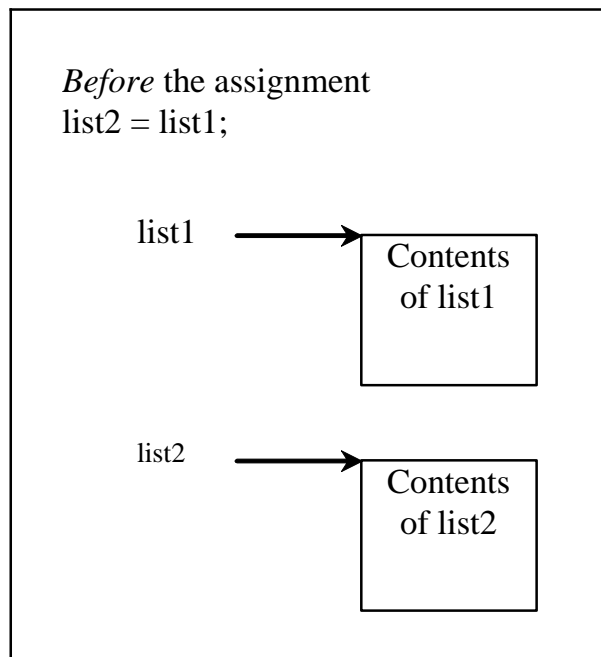 Before the assignment
list2 = list1;
list1
Contents
of list1
list2
Contents
of list2